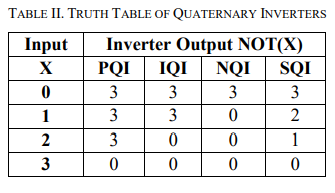 TABLE II. TRUTH TABLE OF QUATERNARY INVERTERS
Input Inverter Output NOT(X)
X PQI IQI NQI SQI
0 3 3 3 3
1 3 3 0 2
2 3 0 0 1
3 0 0 0 0